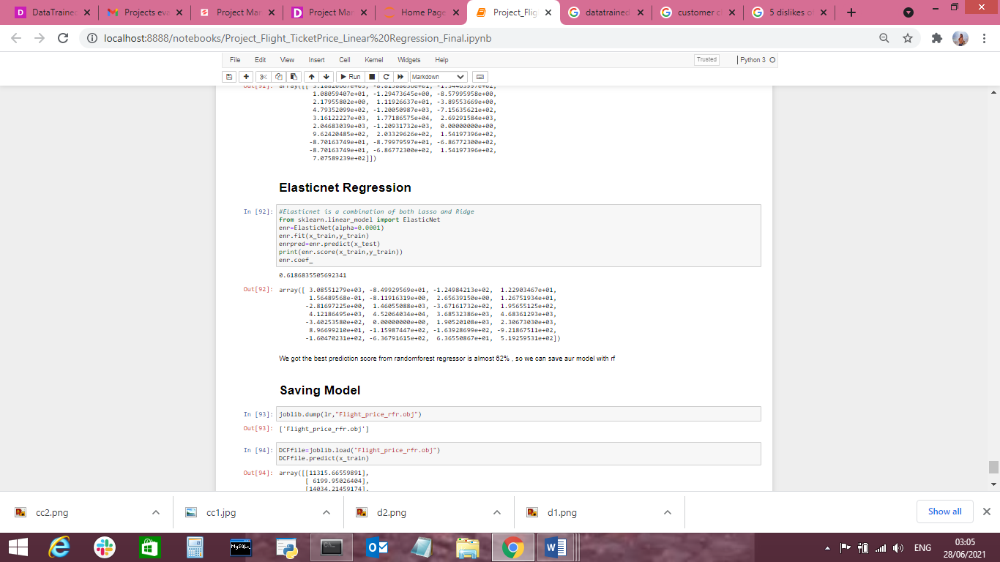 DataTrained
Projects eva
Project Mar
Project Mar
Home Page
Project_Flig
datatrained
customer c
5 dislikes o
localhost:8888/notebooks/Project_Flight_TicketPrice_Linear%20Regression_Final.ipynb
File Edit View Insert Cell Kernel Widgets Help Trusted Python 3
Run Markdown
Out[91]:
1.08059407e+01, -1.29473645e+00, -8.57995958e+00,
2.17955802e+00, 1.11926637e+01, -3.89553669e+00,
4.79352099e+02, -1.20050987e+03, -7.15635621e+02,
3.16122227e+03, 1.77186575e+04, 2.69291584e+03,
2.04683039e+03, -1.20931732e+03, 0.00000000e+00,
9.62420485e+02, 2.03329626e+02, 1.54197396e+02,
-8.70163749e+01, -8.79979597e+01, -6.86772300e+02,
-8.70163749e+01, -6.86772300e+02, 1.54197396e+02,
7.07589239e+02]])
Elasticnet Regression
In [92]: #Elasticnet is a combination of both Lasso and Ridge
from sklearn.linear_model import ElasticNet
enr=ElasticNet(alpha=0.0001)
enr.fit(x_train,y_train)
enrpred=enr.predict(x_test)
print(enr.score(x_train,y_train))
enr.coef_
0.6186835505692341
Out[92]: array([ 3.08551279e+03, -8.49929569e+01, -1.24984213e+02, 1.22903467e+01,
1.56489568e-01, -8.11916319e+00, 2.65639150e+00, 1.26751934e+01,
-2.81697225e+00, 1.46055088e+03, -3.67161732e+02, 1.95655125e+02,
4.12186495e+03, 4.52064034e+04, 3.68532386e+03, 4.68361293e+03,
-3.40253580e+02, 0.00000000e+00, 1.90520108e+03, 2.30673030e+03,
8.96699210e+01, -1.15987447e+02, -1.63928699e+02, -9.21867511e+02,
-1.60470231e+02, -6.36791615e+02, 6.36550867e+01, 5.19259531e+02])
We got the best prediction score from randomforest regressor is almost 62% , so we can save aur model with rf
Saving Model
In [93]: joblib.dump(lr,"Flight_price_rfr.obj")
Out[93]: ['Flight_price_rfr.obj']
In [94]: DCFfile=joblib.load("Flight_price_rfr.obj")
DCFfile.predict(x_train)
Out[94]: array([[11315.66559891],
[ 6199.95026404],
[14034.21459174],
cc2.png
cc1.jpg
d2.png
d1.png
Show all
MySQL
ENG
03:05
28/06/2021